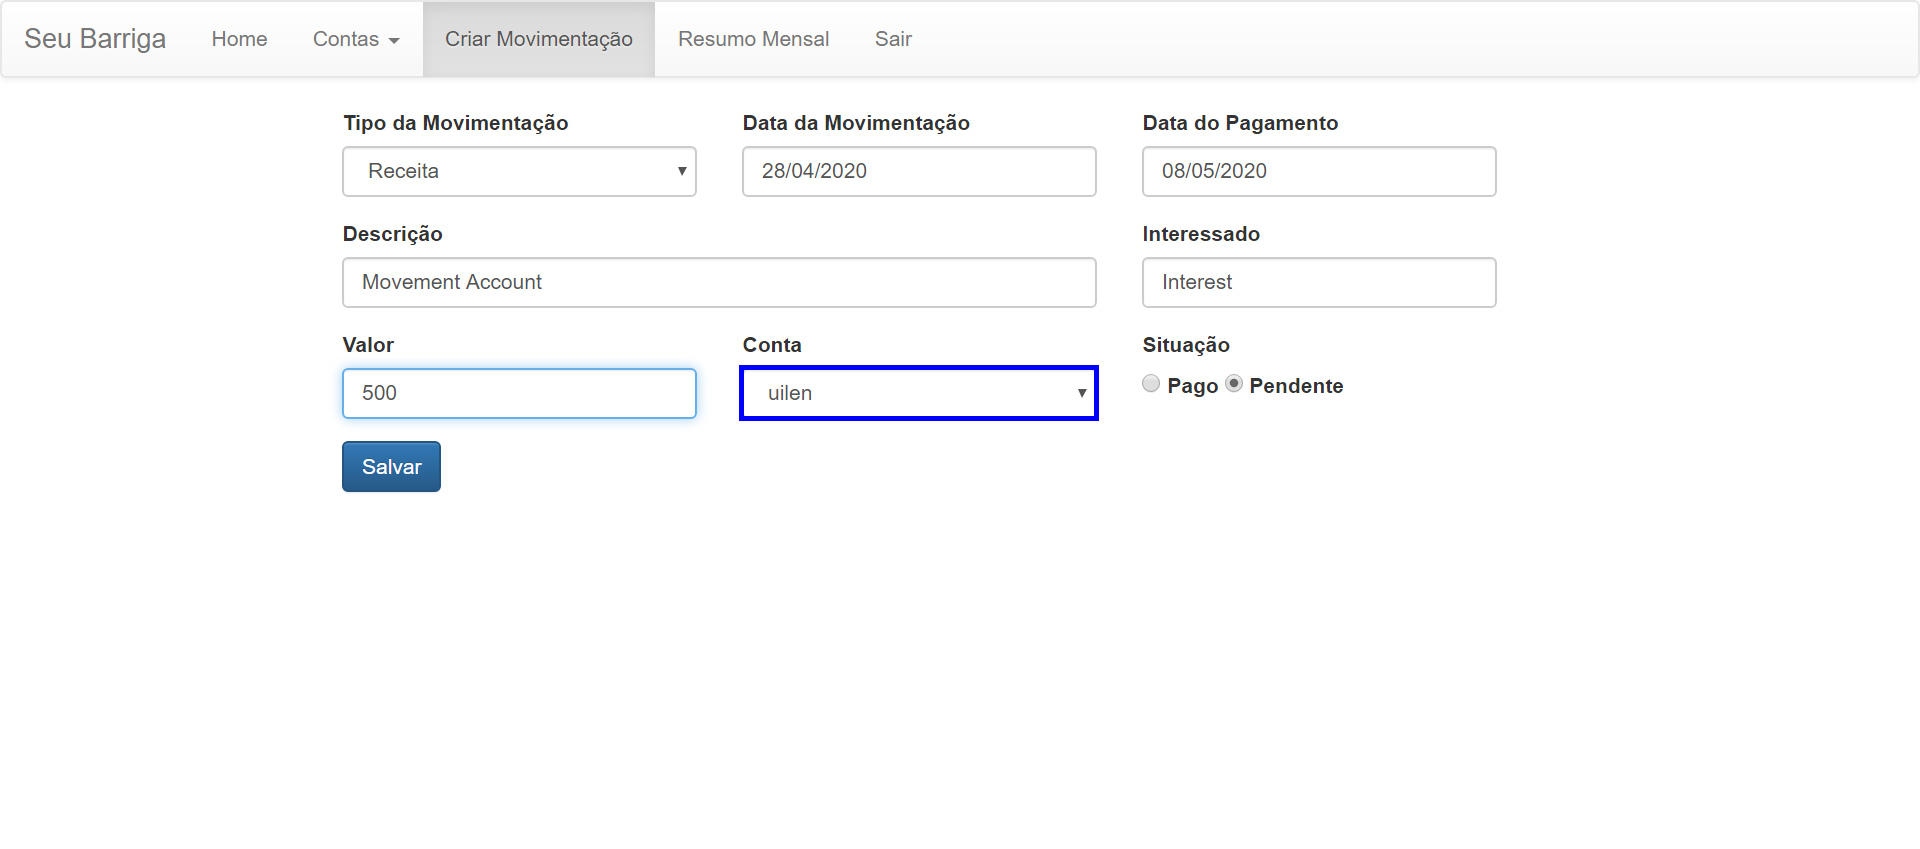 Seu Barriga Home Contas Criar Movimentação Resumo Mensal Sair
Tipo da Movimentação Data da Movimentação Data do Pagamento
Receita 28/04/2020 08/05/2020
Descrição Interessado
Movement Account Interest
Valor Conta Situação
500 uilen Pago Pendente
Salvar